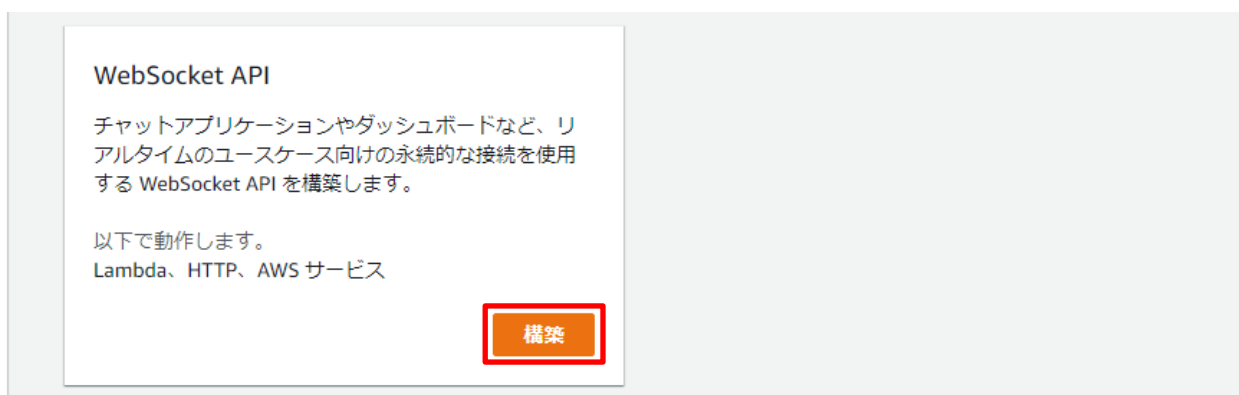 WebSocket API
チャットアプリケーションやダッシュボードなど、リ
アルタイムのユースケース向けの永続的な接続を使用
する WebSocket API を構築します。
以下で動作します。
Lambda、HTTP、AWS サービス
構築